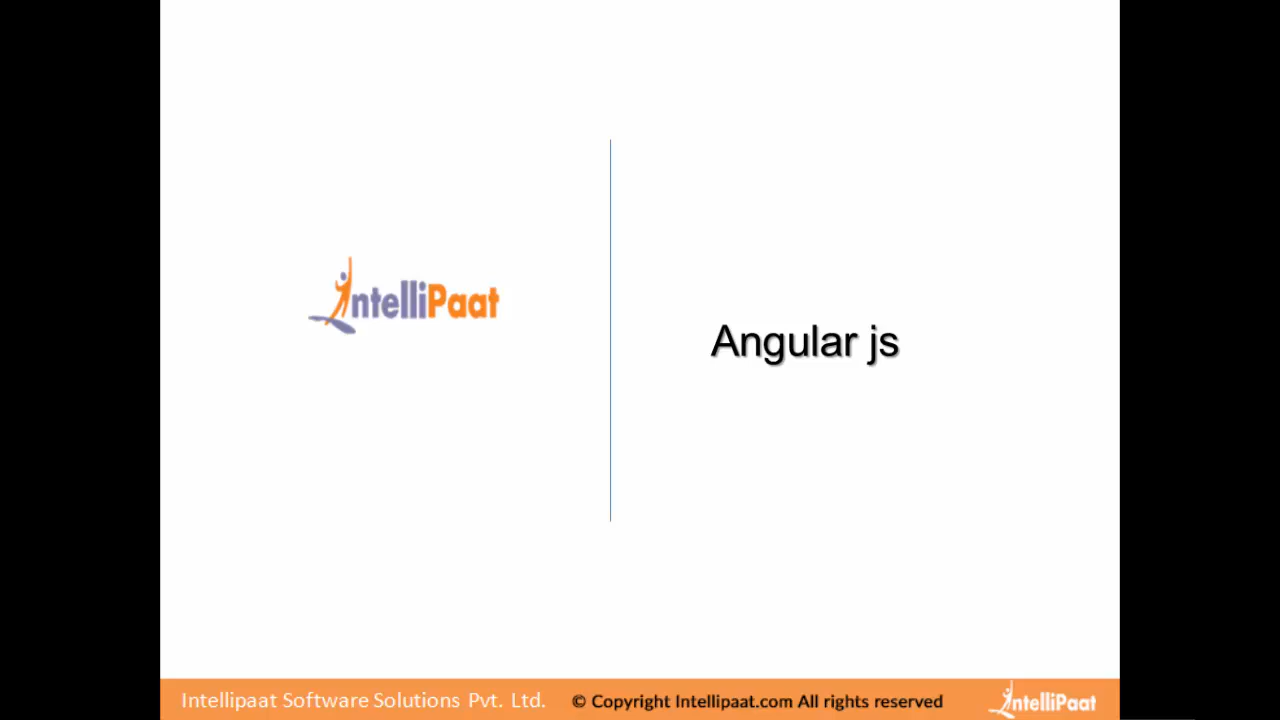 IntelliPaat
Angular js
Intellipaat Software Solutions Pvt. Ltd.
© Copyright Intellipaat.com All rights reserved
IntelliPaat